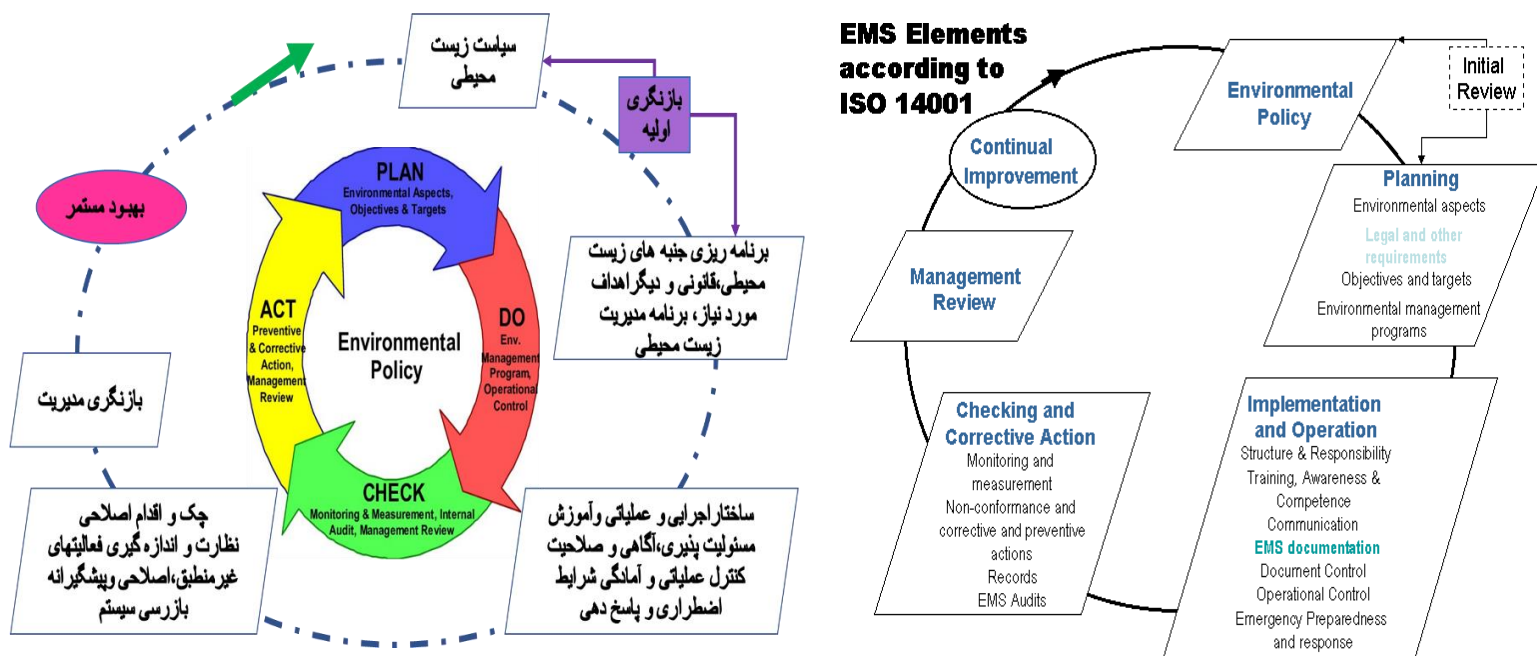 سیاست زیست
محیطی
بازنگری
اولیه
بهبود مستمر
برنامه ریزی جنبه های زیست
محیطی،قانونی و دیگراهداف
مورد نیاز، برنامه مدیریت
زیست محیطی
بازنگری مدیریت
چک و اقدام اصلاحی
نظارت و اندازه گیری فعالیتهای
غیرمنطبق،اصلاحی وپیشگیرانه
بازرسی سیستم
ساختاراجرایی و عملیاتی وآموزش
مسئولیت پذیری،آگاهی و صلاحیت
کنترل عملیاتی و آمادگی شرایط
اضطراری و پاسخ دهی
PLAN
Environmental Aspects,
Objectives & Targets
DO
Env.
Management
Program,
Operational
Control
CHECK
Monitoring & Measurement, Internal
Audit, Management Review
ACT
Preventive
& Corrective
Action,
Management
Review
Environmental
Policy
EMS Elements
according to
ISO 14001
Initial
Review
Environmental
Policy
Continual
Improvement
Planning
Environmental aspects
Legal and other
requirements
Objectives and targets
Environmental management
programs
Management
Review
Checking and
Corrective Action
Monitoring and
measurement
Non-conformance and
corrective and preventive
actions
Records
EMS Audits
Implementation
and Operation
Structure & Responsibility
Training, Awareness &
Competence
Communication
EMS documentation
Document Control
Operational Control
Emergency Preparedness
and response